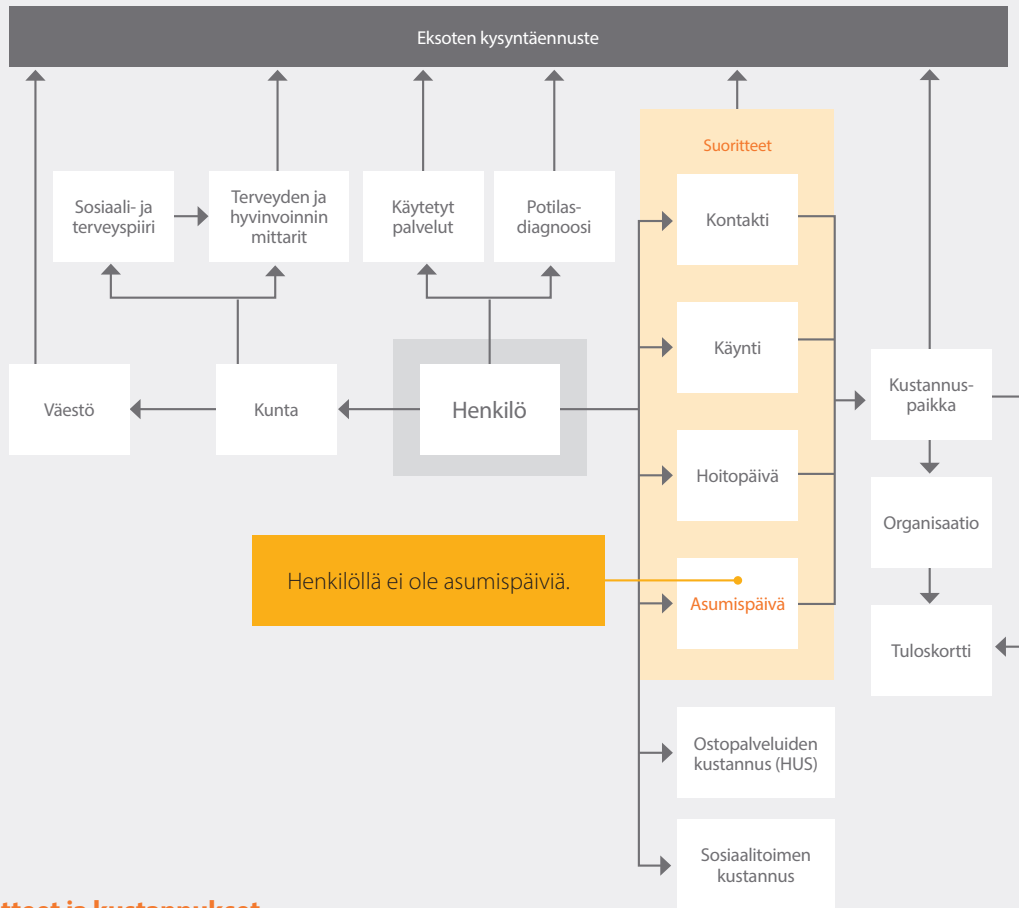 Eksoten kysyntäennuste
Suoritteet
Sosiaali- ja
terveyspiiri
Terveyden ja
hyvinvoinnin
mittarit
Käytetyt
palvelut
Potilas-
diagnoosi
Kontakti
Käynti
Väestö
Kunta
Henkilö
Kustannus-
paikka
Hoitopäivä
Organisaatio
Henkilöllä ei ole asumispäiviä.
Asumispäivä
Tuloskortti
Ostopalveluiden
kustannus (HUS)
Sosiaalitoimen
kustannus